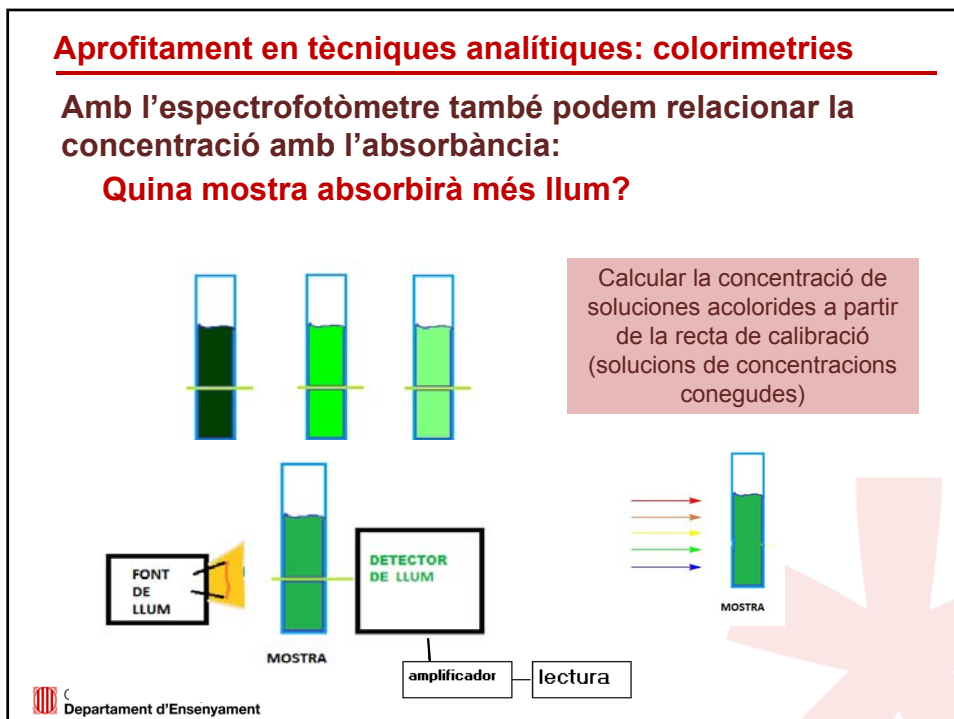 Aprofitament en tècniques analítiques: colorimetries
Amb l’espectrofotòmetre també podem relacionar la
concentració amb l’absorbància:
Quina mostra absorbirà més llum?
Calcular la concentració de
soluciones acolorides a partir
de la recta de calibració
(solucions de concentracions
conegudes)
FONT
DE
LLUM
MOSTRA
DETECTOR
DE LLUM
amplificador
lectura
MOSTRA
Departament d’Ensenyament